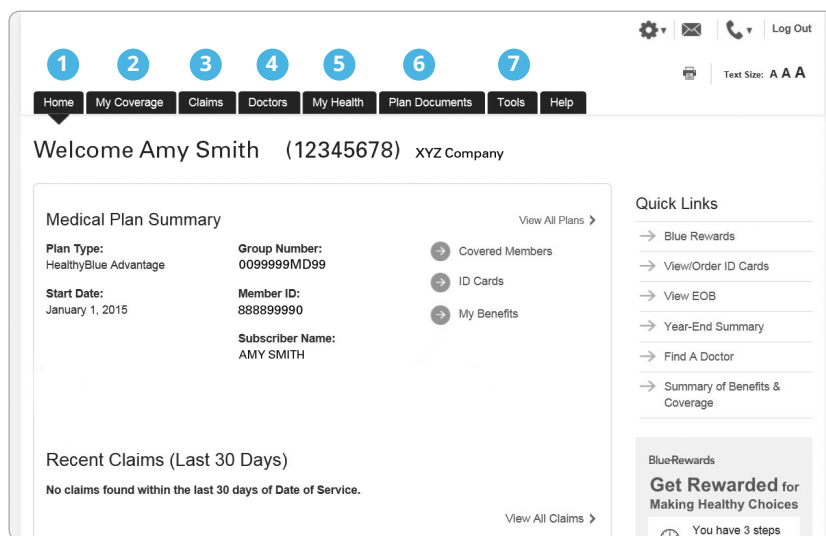 Log Out
Text Size: A A A
1 2 3 4 5 6 7
Home My Coverage Claims Doctors My Health Plan Documents Tools Help
Welcome Amy Smith (12345678) XYZ Company
Medical Plan Summary
View All Plans
Plan Type:
HealthyBlue Advantage
Start Date:
January 1, 2015
Group Number:
0099999MD99
Member ID:
888899990
Subscriber Name:
AMY SMITH
Covered Members
ID Cards
My Benefits
Recent Claims (Last 30 Days)
No claims found within the last 30 days of Date of Service.
View All Claims
Quick Links
Blue Rewards
View/Order ID Cards
View EOB
Year-End Summary
Find A Doctor
Summary of Benefits &
Coverage
BlueRewards
Get Rewarded for
Making Healthy Choices
You have 3 steps